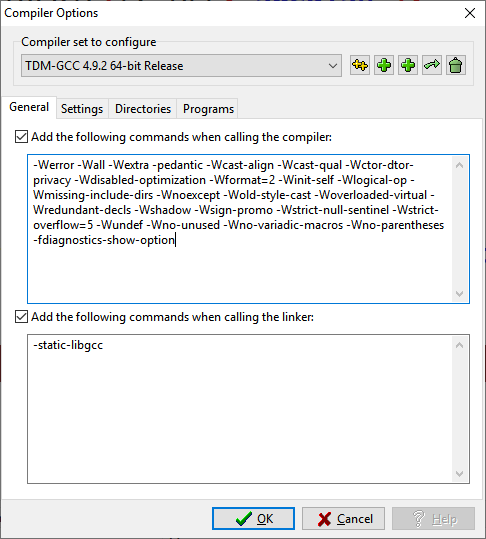 Compiler Options
Compiler set to configure
TDM-GCC 4.9.2 64-bit Release
General
Settings
Directories
Programs
Add the following commands when calling the compiler:
-Werror -Wall -Wextra -pedantic -Wcast-align -Wcast-qual -Wctor-dtor-
privacy -Wdisabled-optimization -Wformat=2 -Winit-self -Wlogical-op -
Wmissing-include-dirs -Wnoexcept -Wold-style-cast -Woverloaded-virtual -
Wredundant-decls -Wshadow -Wsign-promo -Wstrict-null-sentinel -Wstrict-
overflow=5 -Wundef -Wno-unused -Wno-variadic-macros -Wno-parentheses
-fdiagnostics-show-option
Add the following commands when calling the linker:
-static-libgcc
OK
Cancel
Help